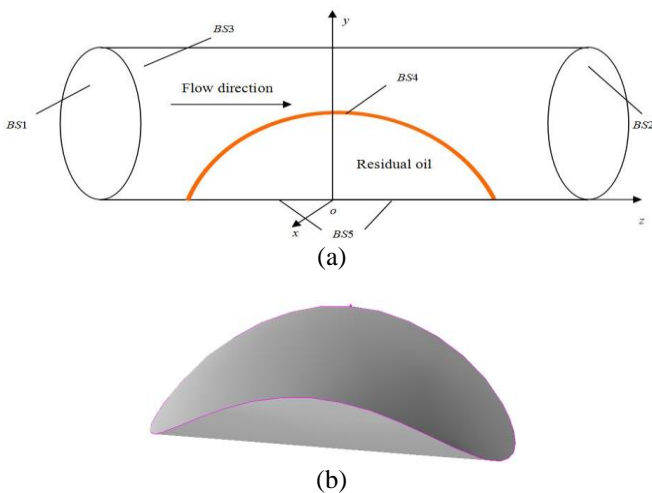 y
BS3
BS4
Flow direction
BS1
BS2
Residual oil
o
x
BS5
z
(a)
(b)